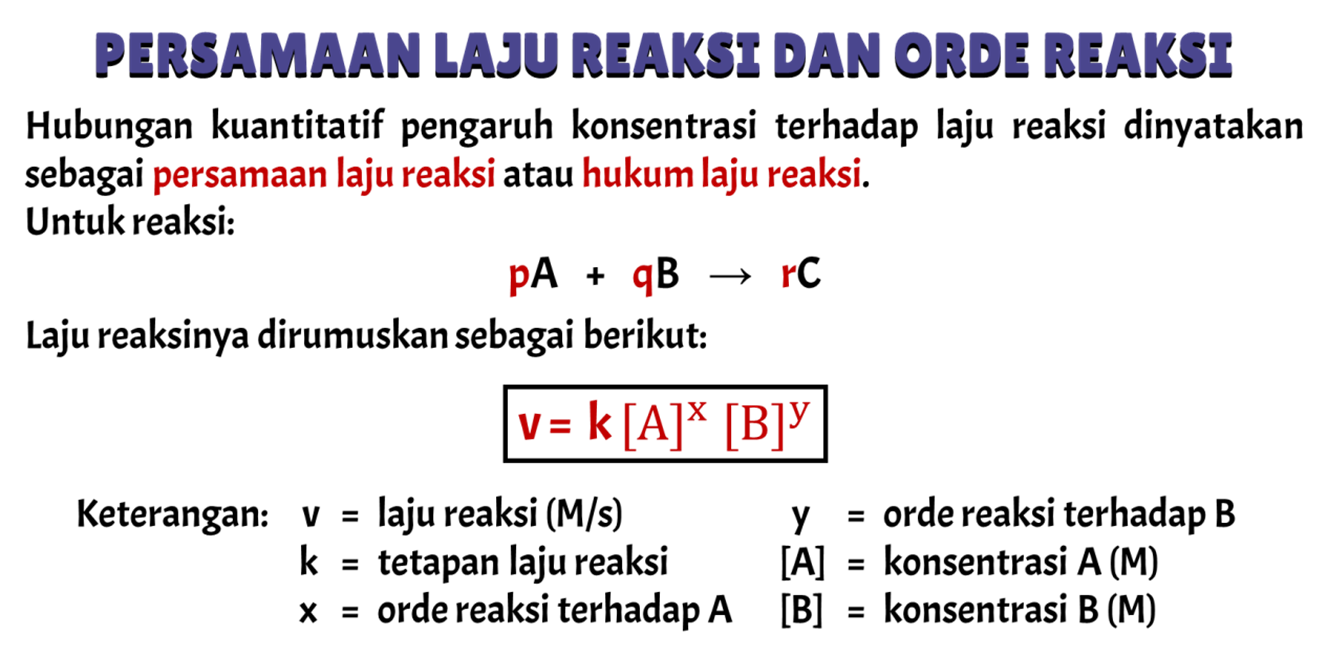 PERSAMAAN LAJU REAKSI DAN ORDE REAKSI
Hubungan kuantitatif pengaruh konsentrasi terhadap laju reaksi dinyatakan
sebagai persamaan laju reaksi atau hukum laju reaksi.
Untuk reaksi:
pA + qB → rC
Laju reaksinya dirumuskan sebagai berikut:
v = k [A]ˣ [B]ʸ
Keterangan: v = laju reaksi (M/s) y = orde reaksi terhadap B
k = tetapan laju reaksi [A] = konsentrasi A (M)
x = orde reaksi terhadap A [B] = konsentrasi B (M)